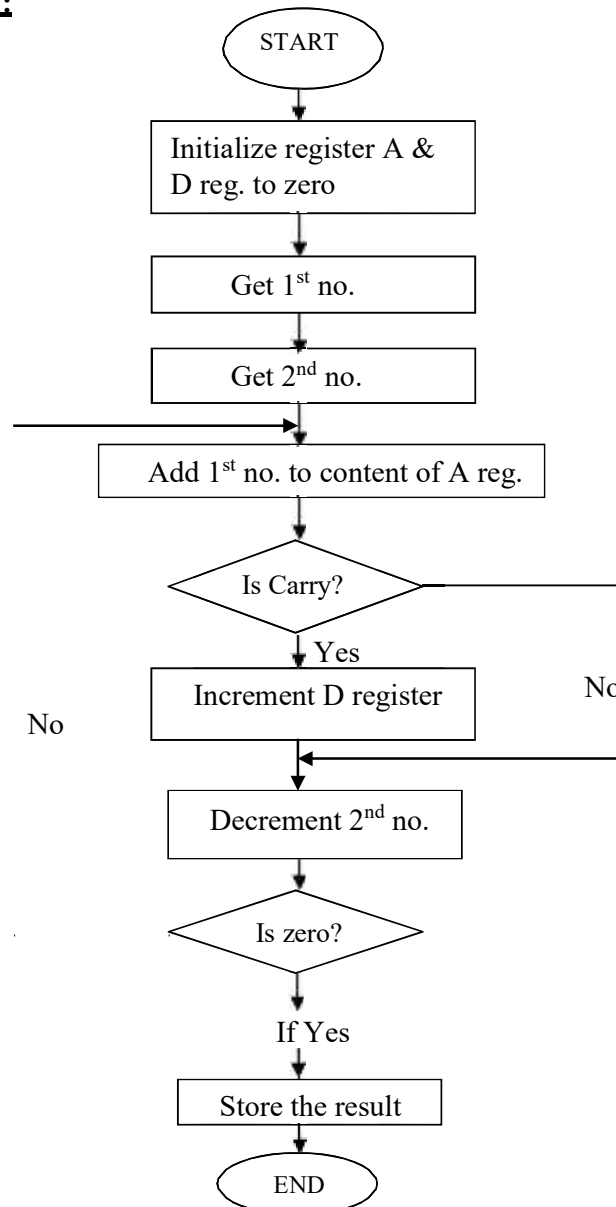 :
START
Initialize register A &
D reg. to zero
Get 1st no.
Get 2nd no.
Add 1st no. to content of A reg.
Is Carry?
Yes
Increment D register
No
No
Decrement 2nd no.
Is zero?
If Yes
Store the result
END